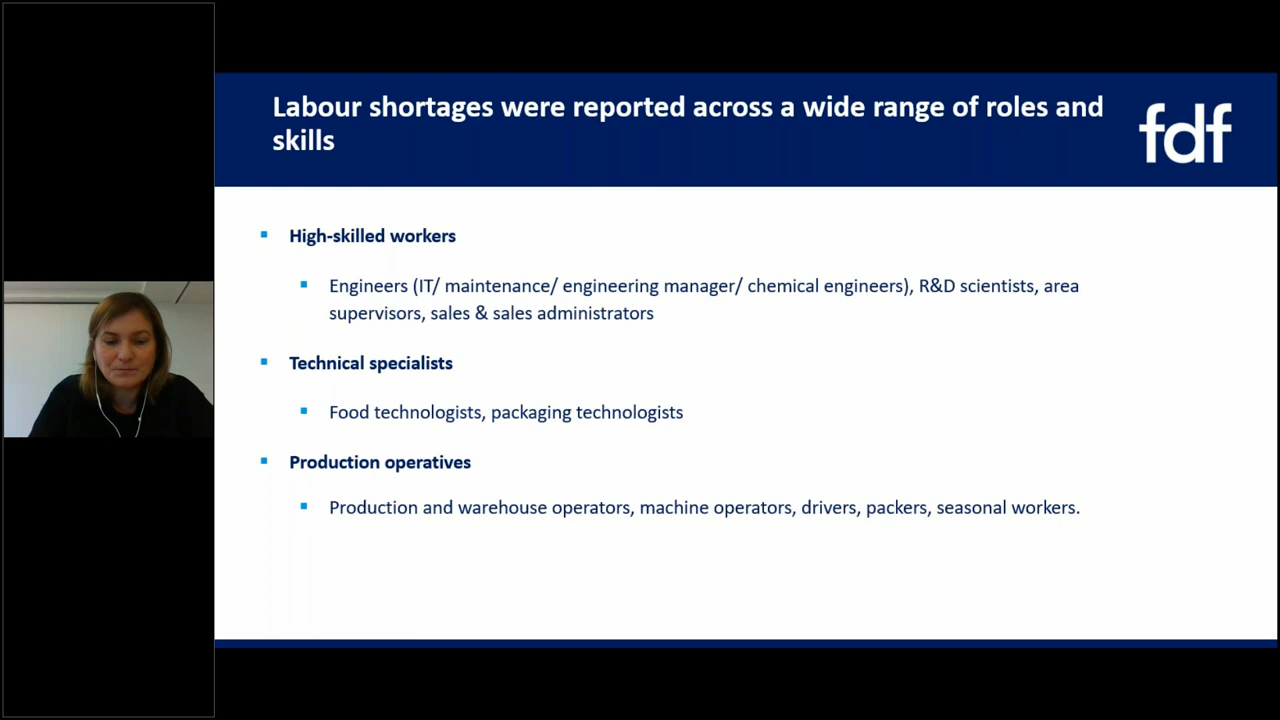 Labour shortages were reported across a wide range of roles and
skills
fdf
High-skilled workers
Engineers (IT/ maintenance/ engineering manager/ chemical engineers), R&D scientists, area
supervisors, sales & sales administrators
Technical specialists
Food technologists, packaging technologists
Production operatives
Production and warehouse operators, machine operators, drivers, packers, seasonal workers.